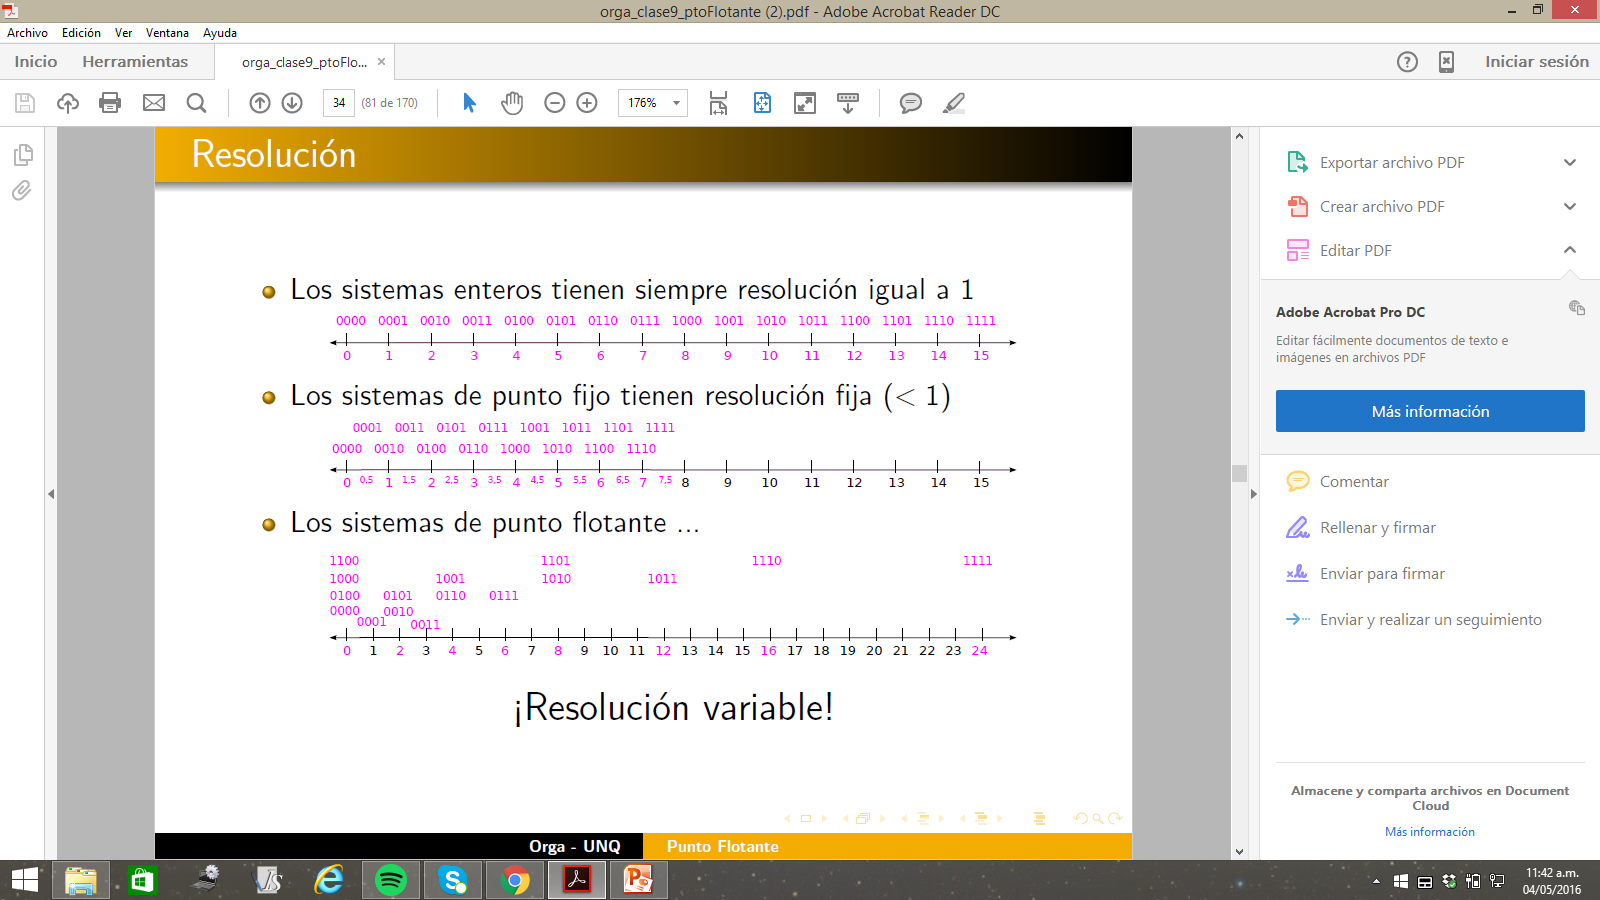 orga_clase9_ptoFlotante (2).pdf - Adobe Acrobat Reader DC
Archivo Edición Ver Ventana Ayuda
Inicio Herramientas orga_clase9_ptoFlo... × Iniciar sesión
34 (81 de 170) 176%
Resolución
Los sistemas enteros tienen siempre resolución igual a 1
0000 0001 0010 0011 0100 0101 0110 0111 1000 1001 1010 1011 1100 1101 1110 1111
0 1 2 3 4 5 6 7 8 9 10 11 12 13 14 15
Los sistemas de punto fijo tienen resolución fija (< 1)
0001 0011 0101 0111 1001 1011 1101 1111
0000 0010 0100 0110 1000 1010 1100 1110
0 0,5 1 1,5 2 2,5 3 3,5 4 4,5 5 5,5 6 6,5 7 7,5 8 9 10 11 12 13 14 15
Los sistemas de punto flotante ...
1100 1101 1110 1111
1000 1001 1010 1011
0100 0101 0110 0111
0000 0010
0001 0011
0 1 2 3 4 5 6 7 8 9 10 11 12 13 14 15 16 17 18 19 20 21 22 23 24
¡Resolución variable!
Orga - UNQ Punto Flotante
Exportar archivo PDF
Crear archivo PDF
Editar PDF
Adobe Acrobat Pro DC
Editar fácilmente documentos de texto e
imágenes en archivos PDF
Más información
Comentar
Rellenar y firmar
Enviar para firmar
Enviar y realizar un seguimiento
Almacene y comparta archivos en Document
Cloud
Más información
11:42 a.m.
04/05/2016